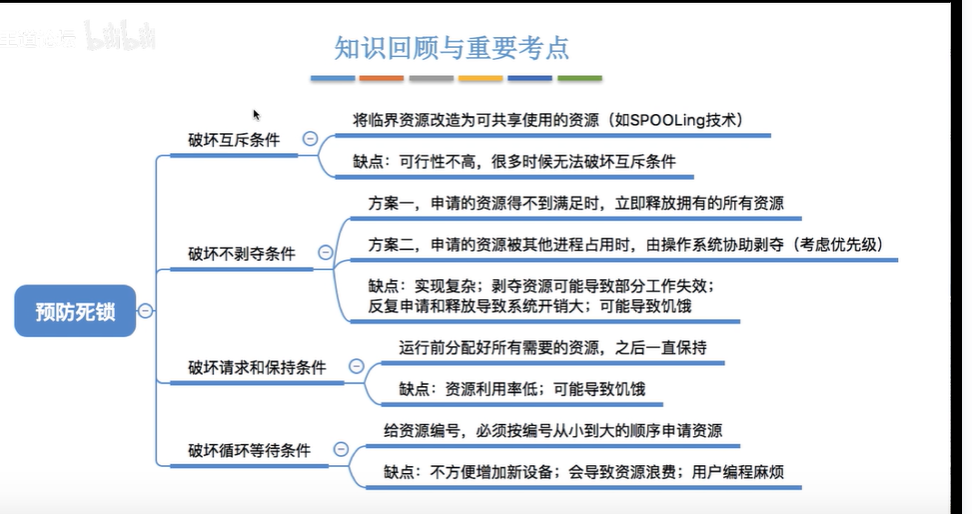 bilibili
知识回顾与重要考点
破坏互斥条件
将临界资源改造为可共享使用的资源（如SPOOLing技术）
缺点：可行性不高，很多时候无法破坏互斥条件
破坏不剥夺条件
方案一，申请的资源得不到满足时，立即释放拥有的所有资源
方案二，申请的资源被其他进程占用时，由操作系统协助剥夺（考虑优先级）
缺点：实现复杂；剥夺资源可能导致部分工作失效；
反复申请和释放导致系统开销大；可能导致饥饿
预防死锁
破坏请求和保持条件
运行前分配好所有需要的资源，之后一直保持
缺点：资源利用率低；可能导致饥饿
破坏循环等待条件
给资源编号，必须按编号从小到大的顺序申请资源
缺点：不方便增加新设备；会导致资源浪费；用户编程麻烦